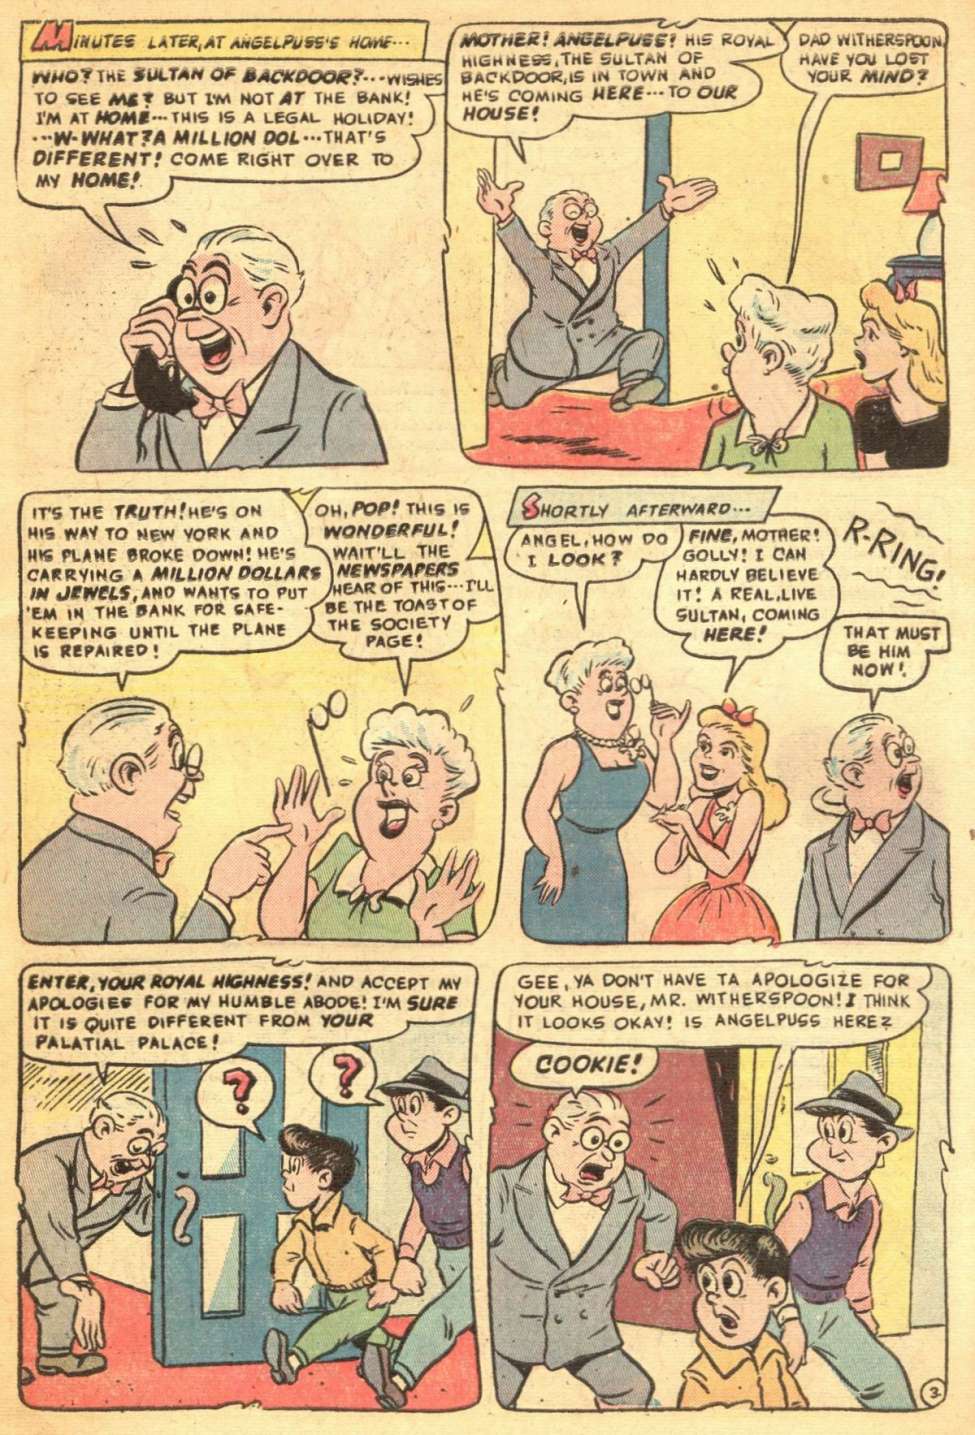 MINUTES LATER, AT ANGELPUSS'S HOME...
WHO? THE SULTAN OF BACKDOOR?...WISHES
TO SEE ME? BUT I'M NOT AT THE BANK!
I'M AT HOME...THIS IS A LEGAL HOLIDAY!
...W-WHAT? A MILLION DOL...THAT'S
DIFFERENT! COME RIGHT OVER TO
MY HOME!
MOTHER! ANGELPUSS! HIS ROYAL
HIGHNESS, THE SULTAN OF
BACKDOOR, IS IN TOWN AND
HE'S COMING HERE...TO OUR
HOUSE!
DAD WITHERSPOON,
HAVE YOU LOST
YOUR MIND?
IT'S THE TRUTH! HE'S ON
HIS WAY TO NEW YORK AND
HIS PLANE BROKE DOWN! HE'S
CARRYING A MILLION DOLLARS
IN JEWELS, AND WANTS TO PUT
'EM IN THE BANK FOR SAFE-
KEEPING UNTIL THE PLANE
IS REPAIRED!
OH, POP! THIS IS
WONDERFUL!
WAIT'LL THE
NEWSPAPERS
HEAR OF THIS...I'LL
BE THE TOAST OF
THE SOCIETY
PAGE!
SHORTLY AFTERWARD...
ANGEL, HOW DO
I LOOK?
FINE, MOTHER!
GOLLY! I CAN
HARDLY BELIEVE
IT! A REAL, LIVE
SULTAN, COMING
HERE!
R-RING!
THAT MUST
BE HIM
NOW!
ENTER, YOUR ROYAL HIGHNESS! AND ACCEPT MY
APOLOGIES FOR MY HUMBLE ABODE! I'M SURE
IT IS QUITE DIFFERENT FROM YOUR
PALATIAL PALACE!
?
?
GEE, YA DON'T HAVE TA APOLOGIZE FOR
YOUR HOUSE, MR. WITHERSPOON! I THINK
IT LOOKS OKAY! IS ANGELPUSS HERE?
COOKIE!
3